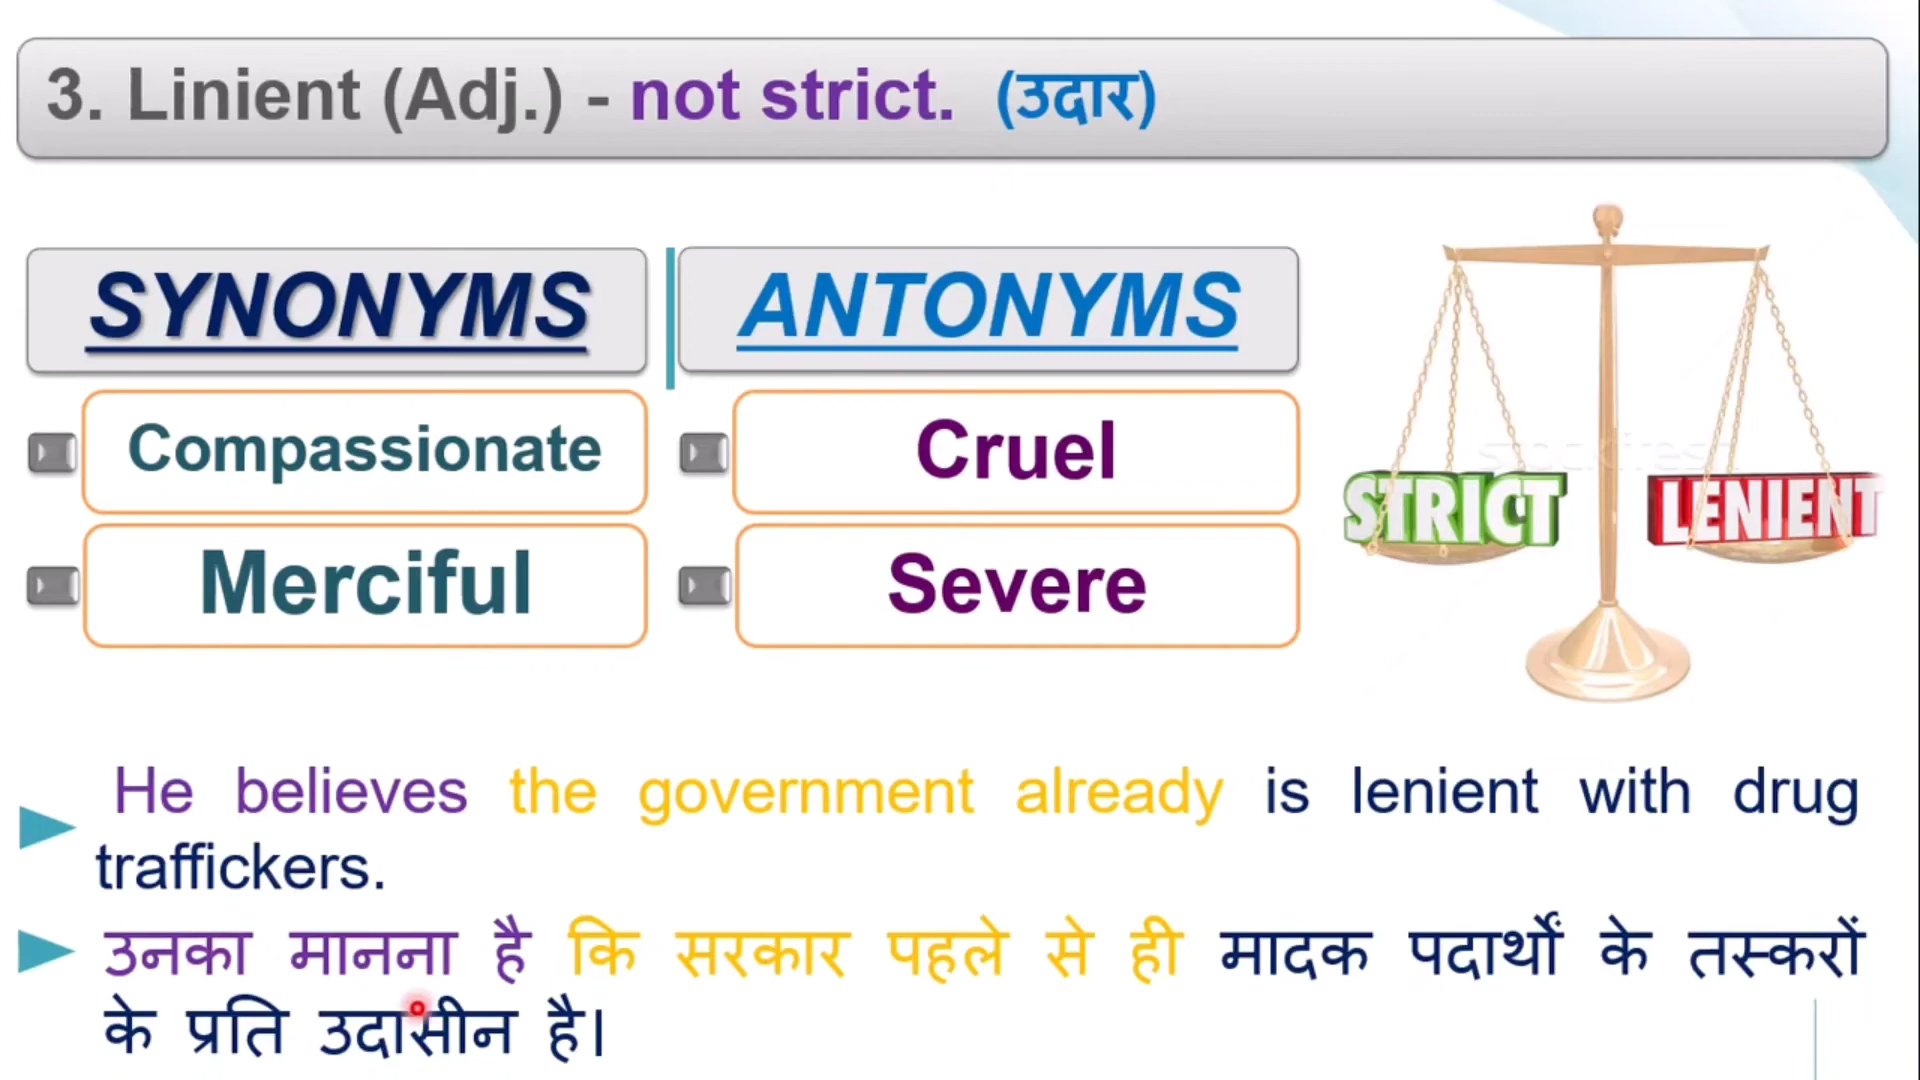 3. Linient (Adj.) - not strict. (उदार)
SYNONYMS
ANTONYMS
Compassionate
Cruel
Merciful
Severe
STRICT
LENIENT
He believes the government already is lenient with drug
traffickers.
उनका मानना है कि सरकार पहले से ही मादक पदार्थों के तस्करों
के प्रति उदासीन है।